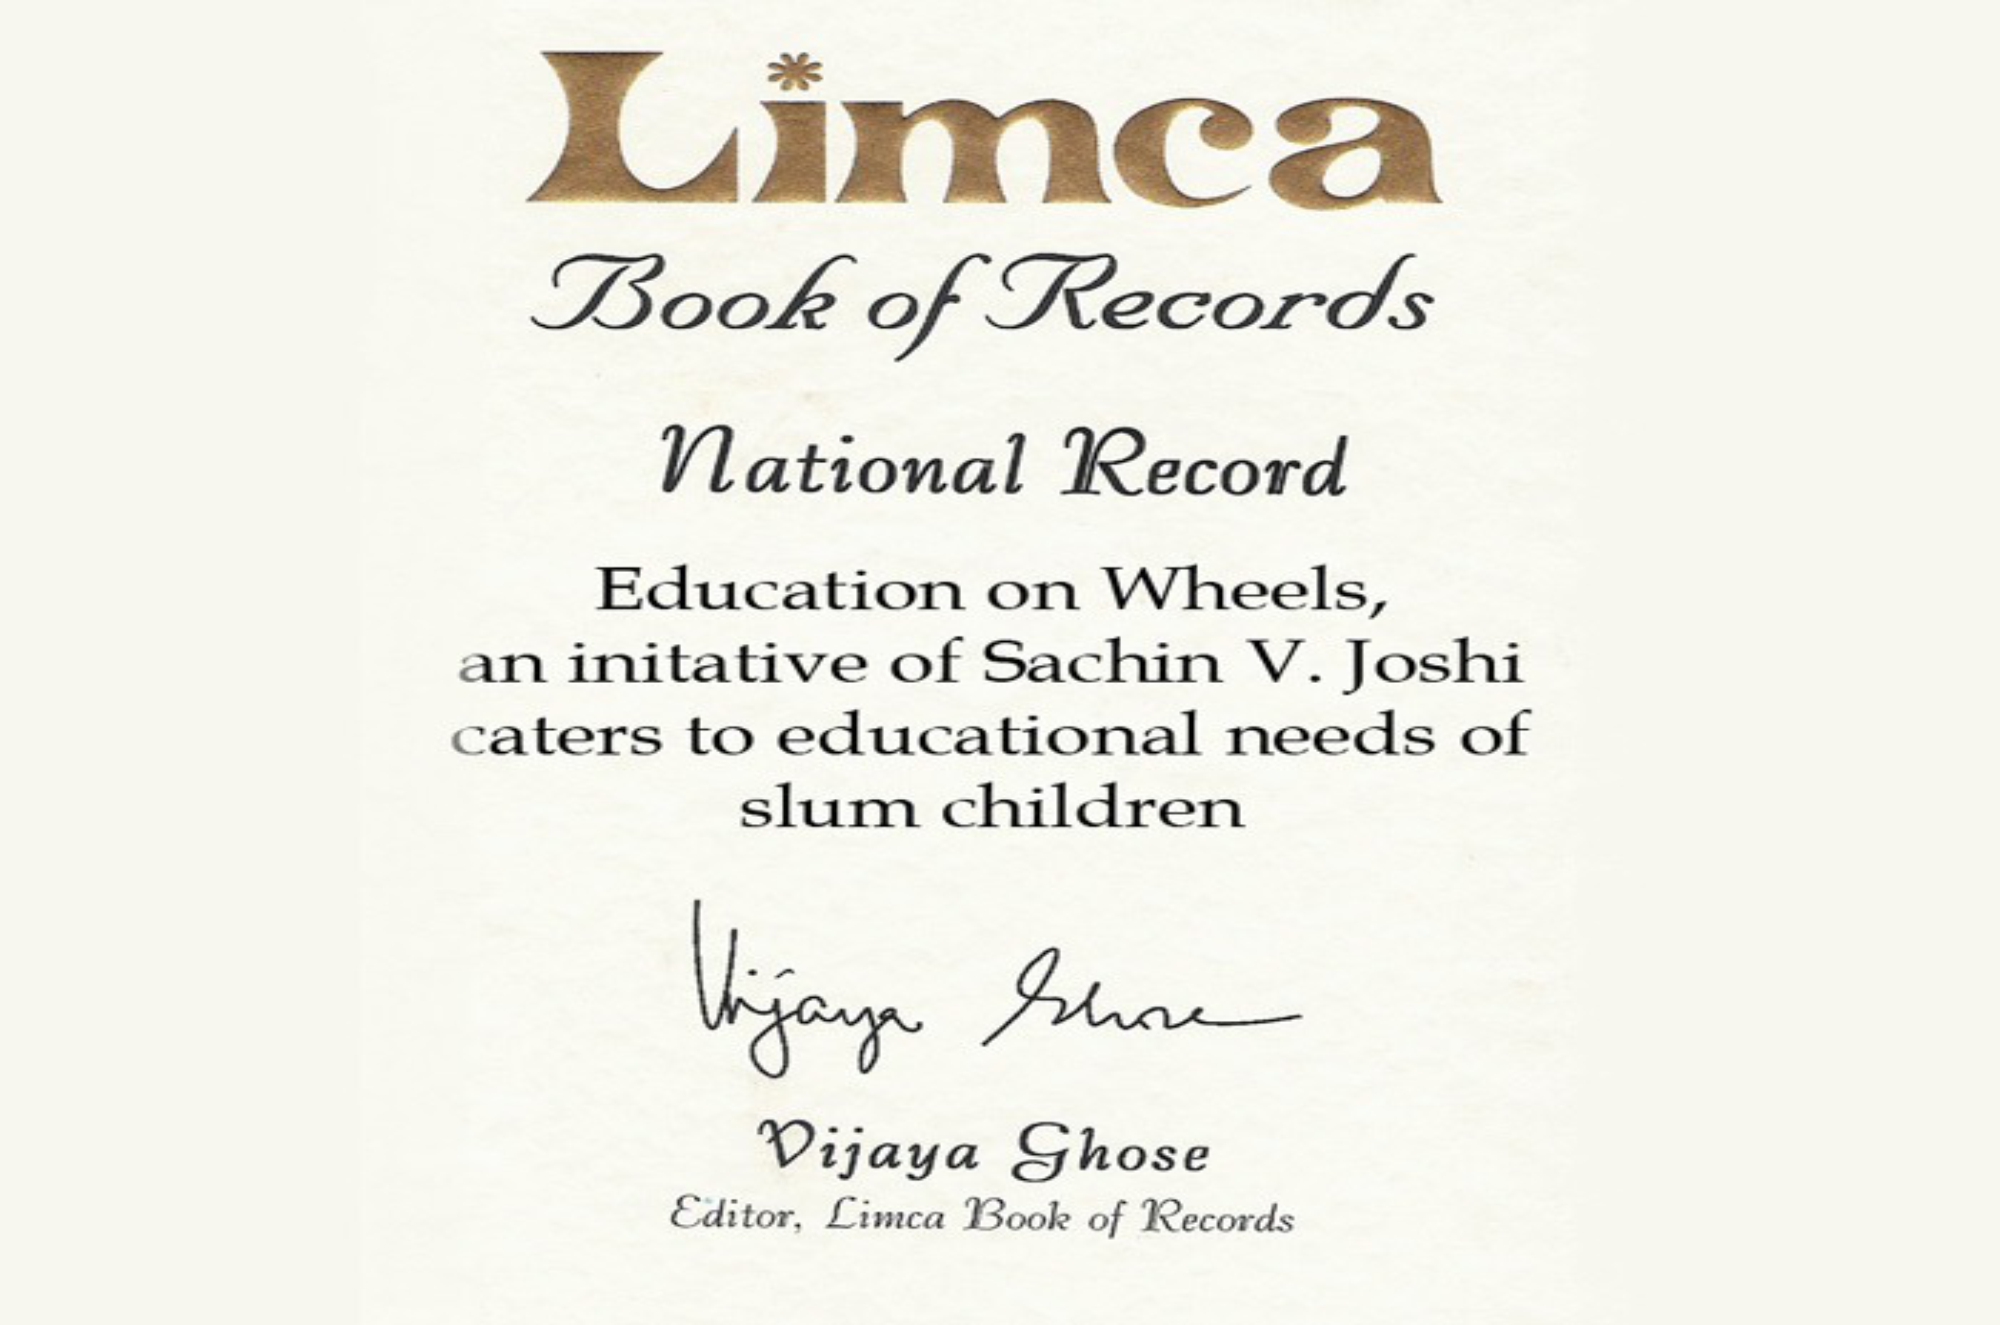 Limca
Book of Records
National Record
Education on Wheels,
an initative of Sachin V. Joshi
caters to educational needs of
slum children
Vijaya Ghose
Vijaya Ghose
Editor, Limca Book of Records